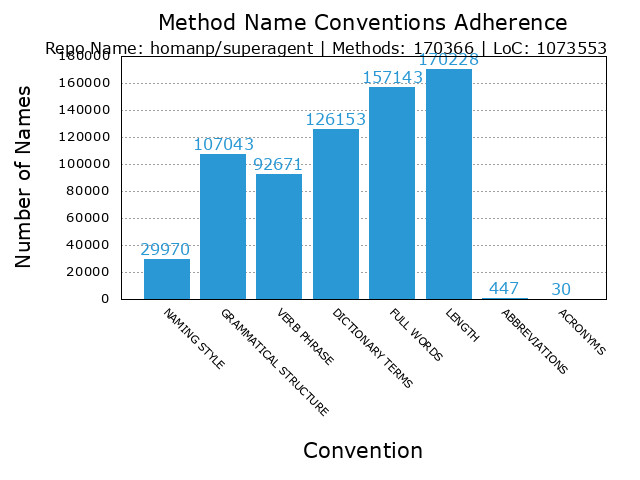 Method Name Conventions Adherence
Repo Name: homanp/superagent | Methods: 170366 | LoC: 1073553
Number of Names
180000
160000
140000
120000
100000
80000
60000
40000
20000
0
29970
107043
92671
126153
157143
170228
447
30
NAMING STYLE
GRAMMATICAL STRUCTURE
VERB PHRASE
DICTIONARY TERMS
FULL WORDS
LENGTH
ABBREVIATIONS
ACRONYMS
Convention